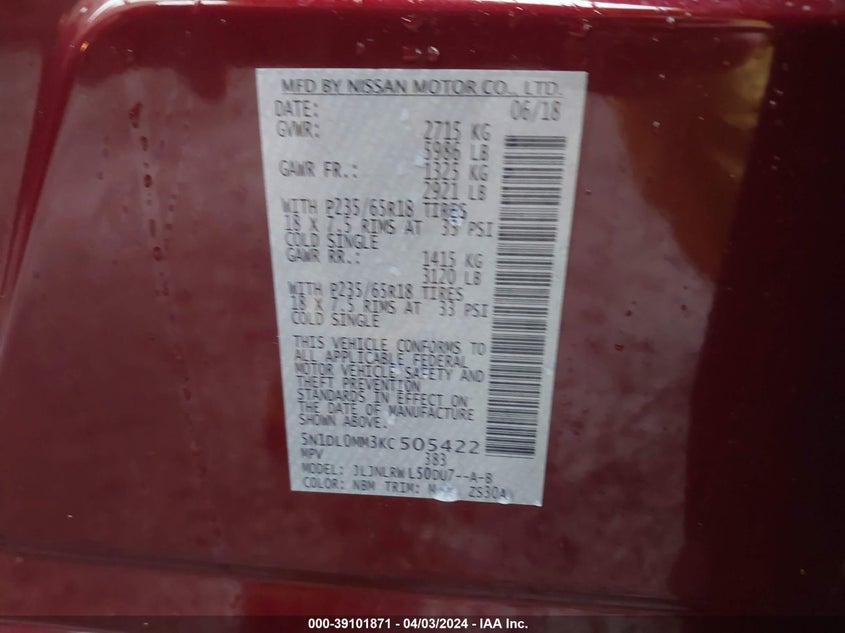 MFD BY NISSAN MOTOR CO., LTD.
DATE: 06/18
GVWR: 2715 KG
5986 LB
GAWR FR.: 1325 KG
2921 LB
WITH P235/65R18 TIRES
18 X 7.5 RIMS AT 33 PSI
COLD SINGLE
GAWR RR.: 1415 KG
3120 LB
WITH P235/65R18 TIRES
18 X 7.5 RIMS AT 33 PSI
COLD SINGLE
THIS VEHICLE CONFORMS TO
ALL APPLICABLE FEDERAL
MOTOR VEHICLE SAFETY AND
THEFT PREVENTION
STANDARDS IN EFFECT ON
THE DATE OF MANUFACTURE
SHOWN ABOVE.
5N1DL0MM3KC 505422
MPV 383
MODEL: JLJNLRW L50DU7--A-B
COLOR: NBM TRIM:
000-39101871 - 04/03/2024 - IAA Inc.